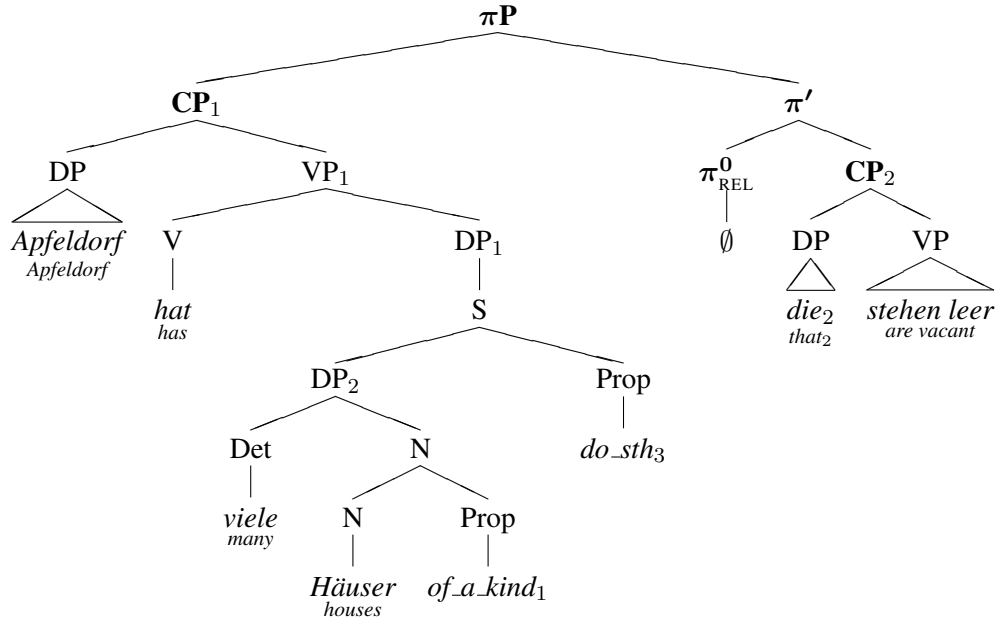 πP
CP₁ π′
DP VP₁ π⁰REL CP₂
Apfeldorf V DP₁ ∅ DP VP
Apfeldorf
hat S die₂ stehen leer
has that₂ are vacant
DP₂ Prop
Det N do_sth₃
viele N Prop
many
Häuser of_a_kind₁
houses